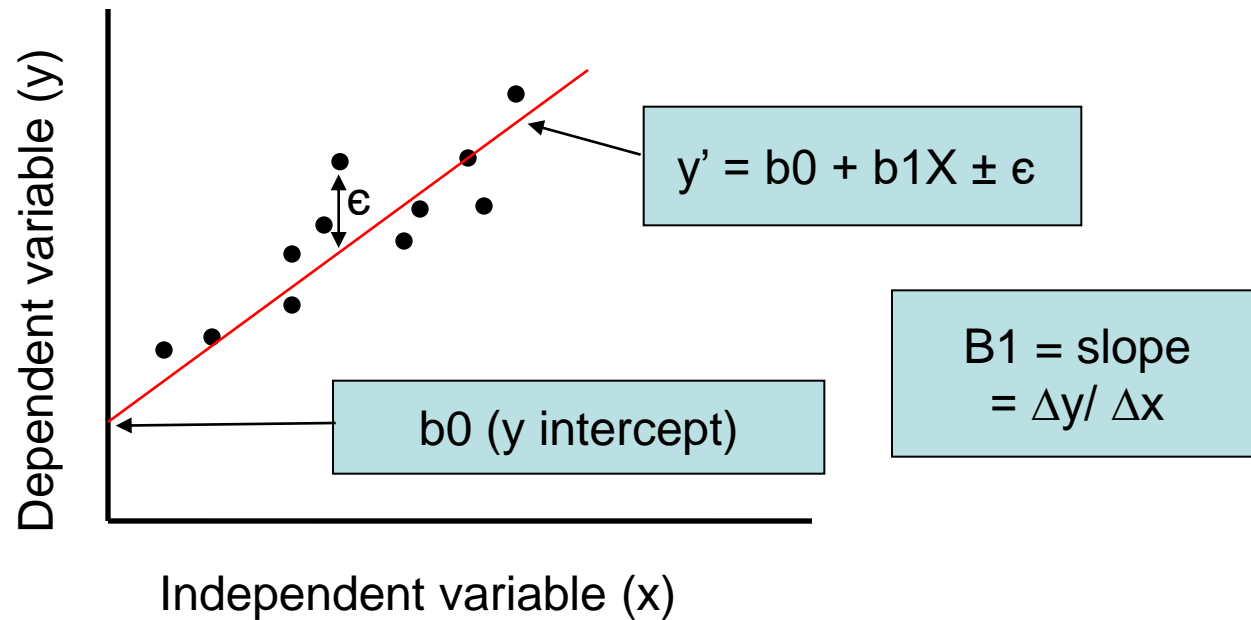 Dependent variable (y)
y’ = b0 + b1X ± є
є
B1 = slope
= ∆y/ ∆x
b0 (y intercept)
Independent variable (x)